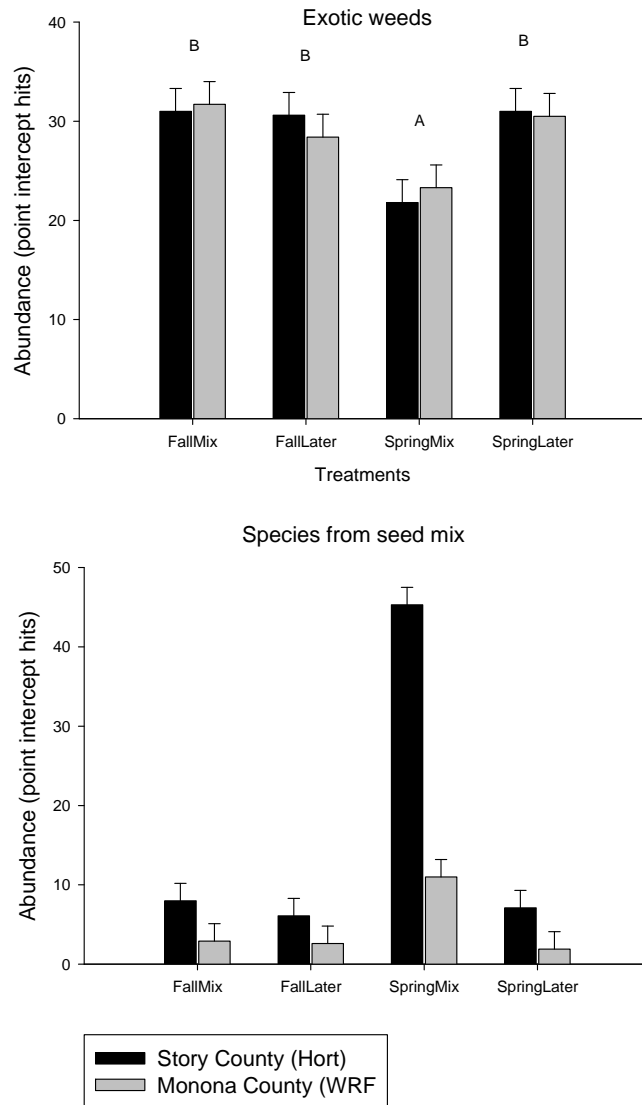 Exotic weeds
40
30
20
10
0
Abundance (point intercept hits)
B
B
A
B
FallMix FallLater SpringMix SpringLater
Treatments
Species from seed mix
50
40
30
20
10
0
Abundance (point intercept hits)
FallMix FallLater SpringMix SpringLater
Story County (Hort)
Monona County (WRF